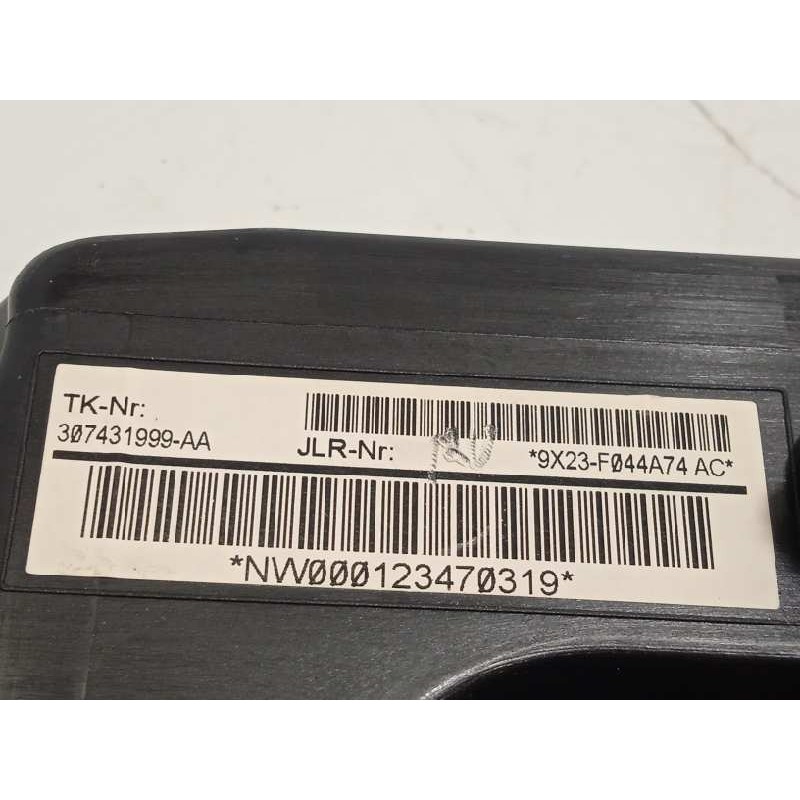 TK-Nr:
307431999-AA
JLR-Nr:
*9X23-F044A74 AC*
*NW000123470319*